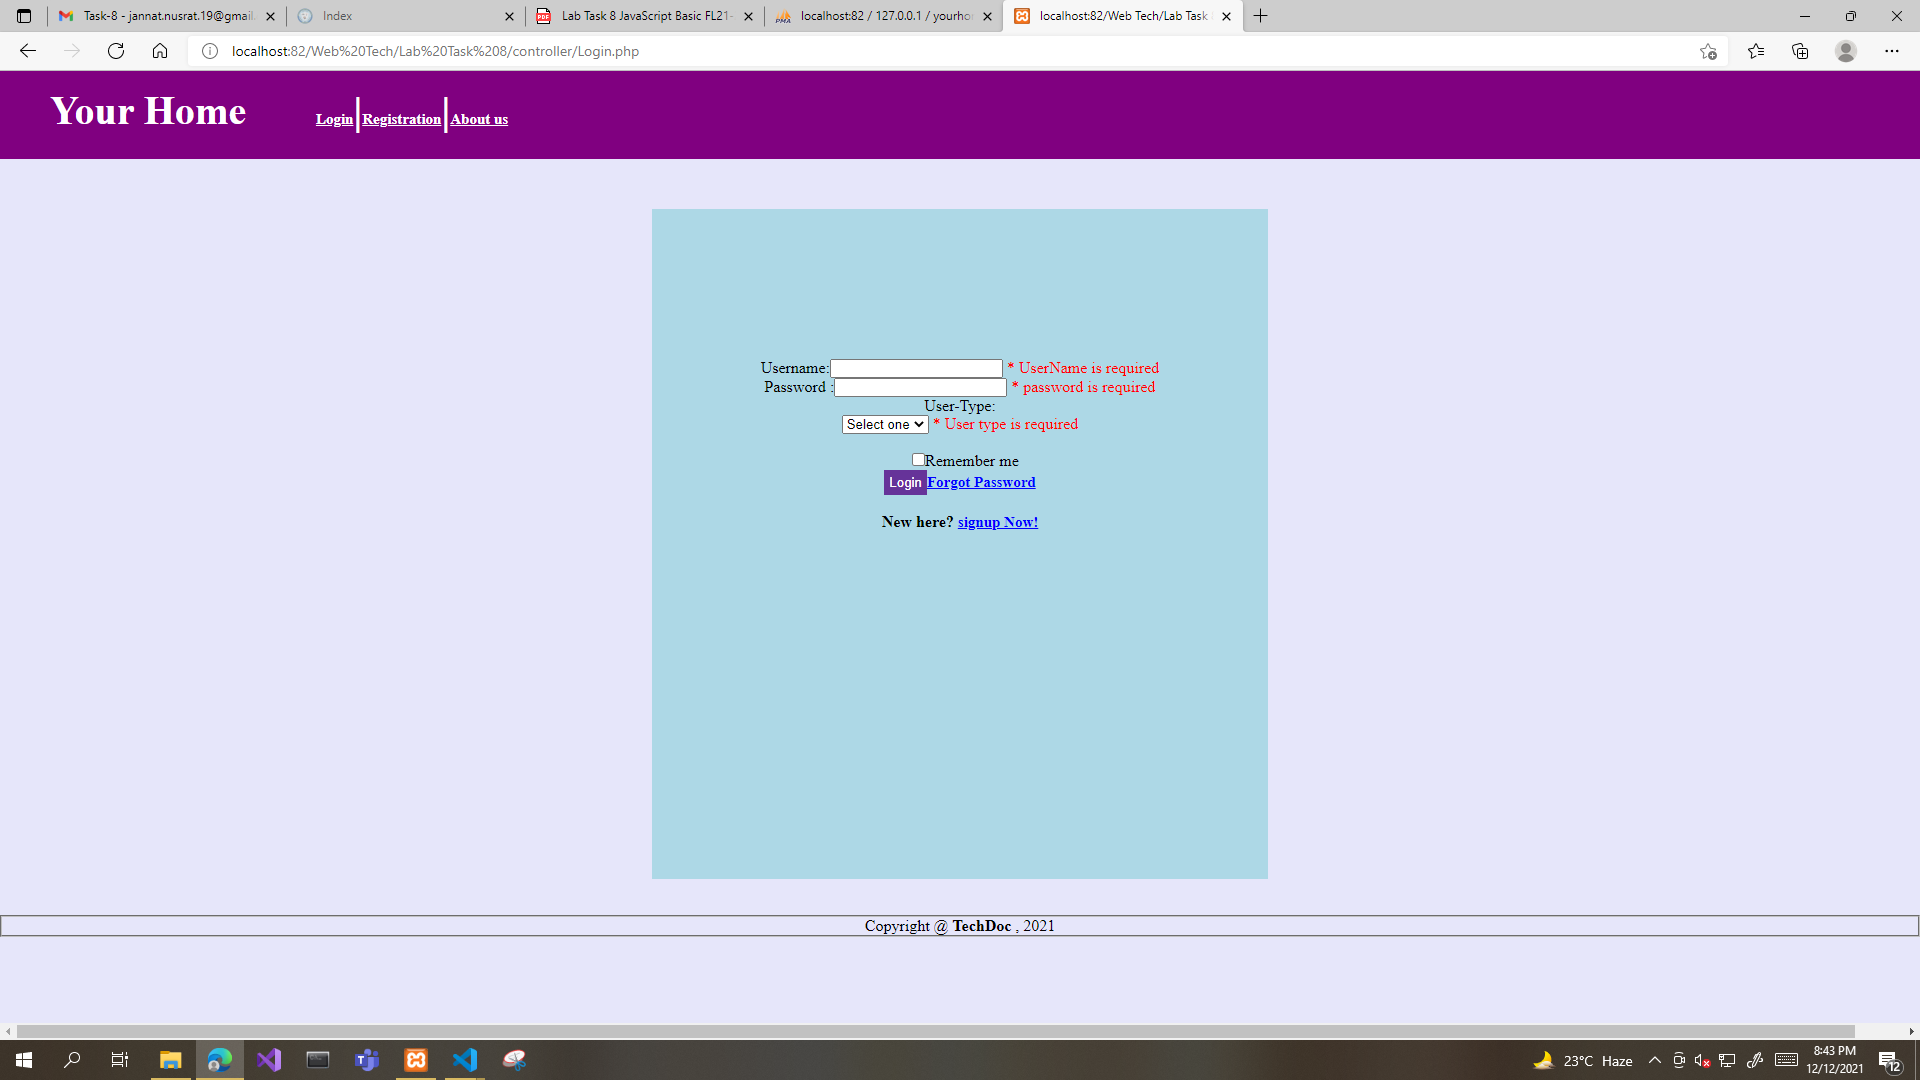 Task-8 - jannat.nusrat.19@gmail.
Index
Lab Task 8 JavaScript Basic FL21-
localhost:82 / 127.0.0.1 / yourhor
localhost:82/Web Tech/Lab Task
localhost:82/Web%20Tech/Lab%20Task%208/controller/Login.php
Your Home
Login Registration About us
Username: * UserName is required
Password : * password is required
User-Type:
Select one * User type is required
Remember me
Login Forgot Password
New here? signup Now!
Copyright @ TechDoc , 2021
23°C Haze
8:43 PM
12/12/2021
12